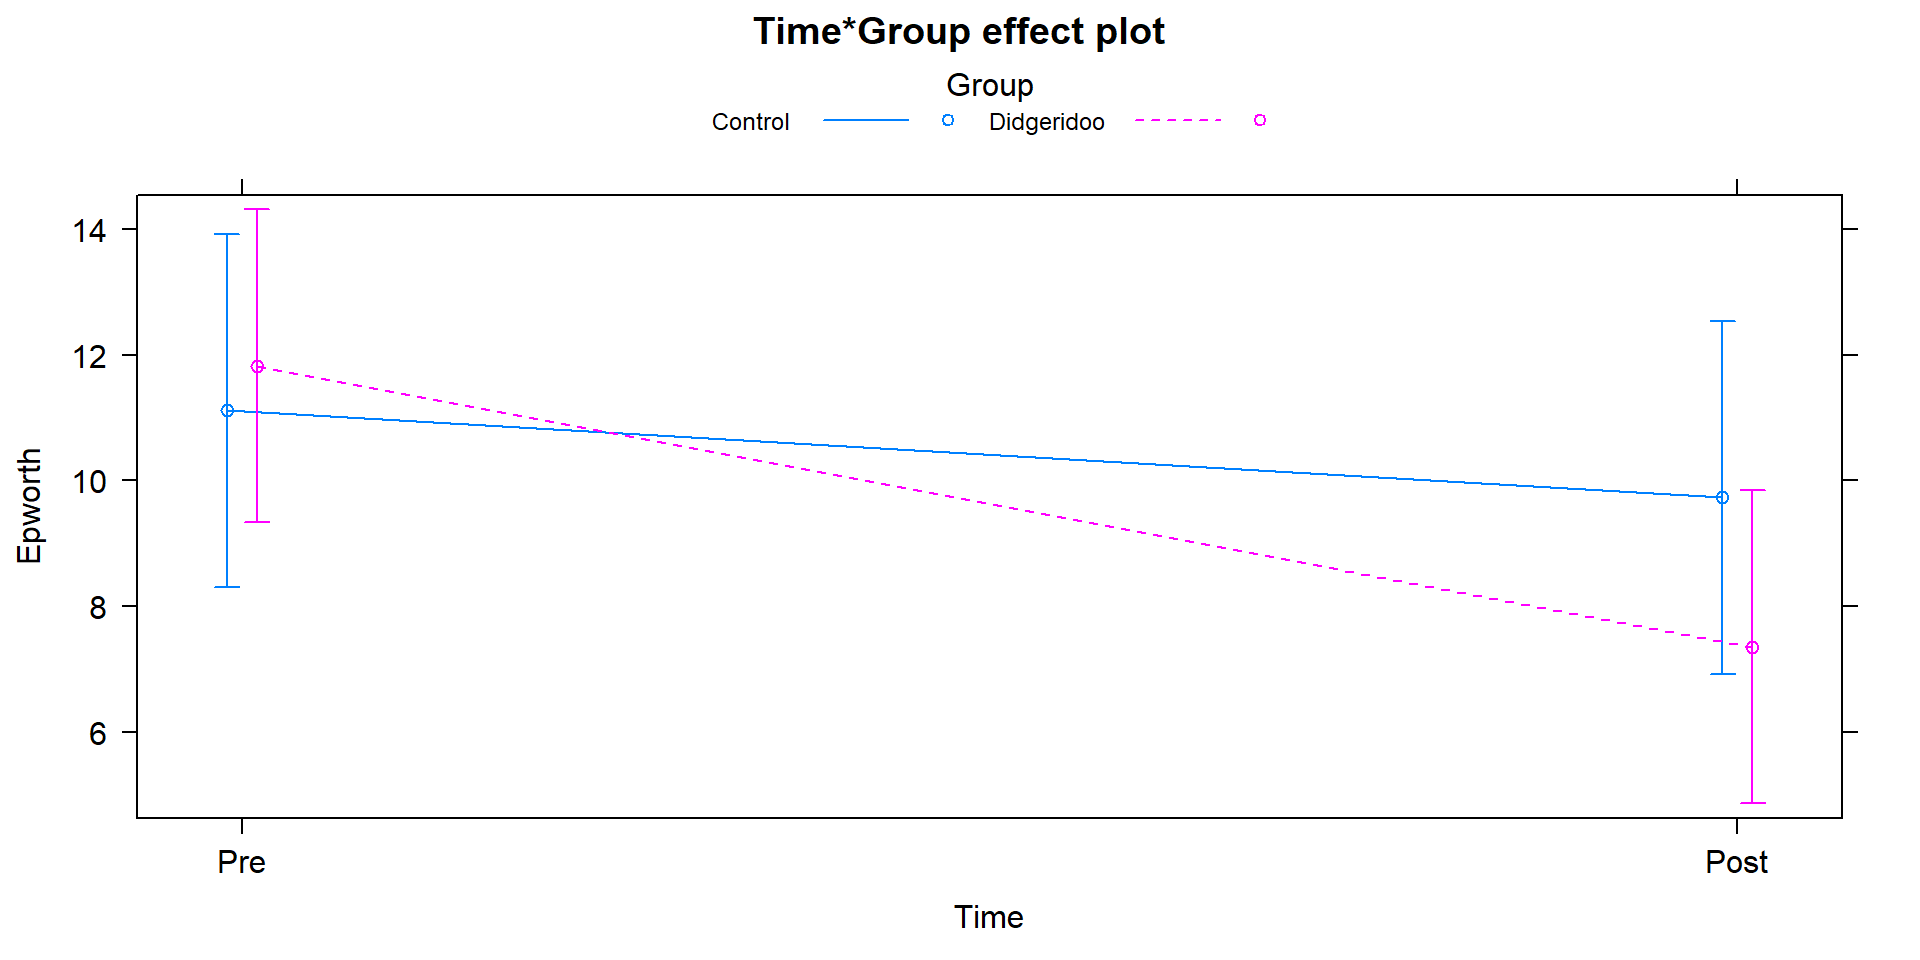 Time*Group effect plot
Group
Control Didgeridoo
14
12
10
8
6
Epworth
Pre Post
Time